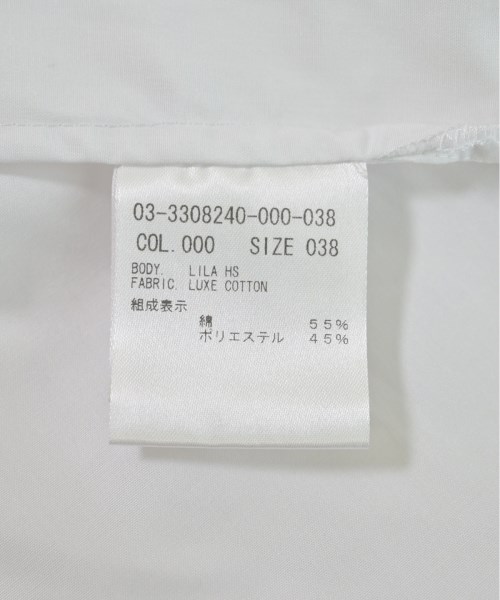 03-3308240-000-038
COL.000 SIZE 038
BODY. LILA HS
FABRIC. LUXE COTTON
組成表示
綿 55%
ポリエステル 45%